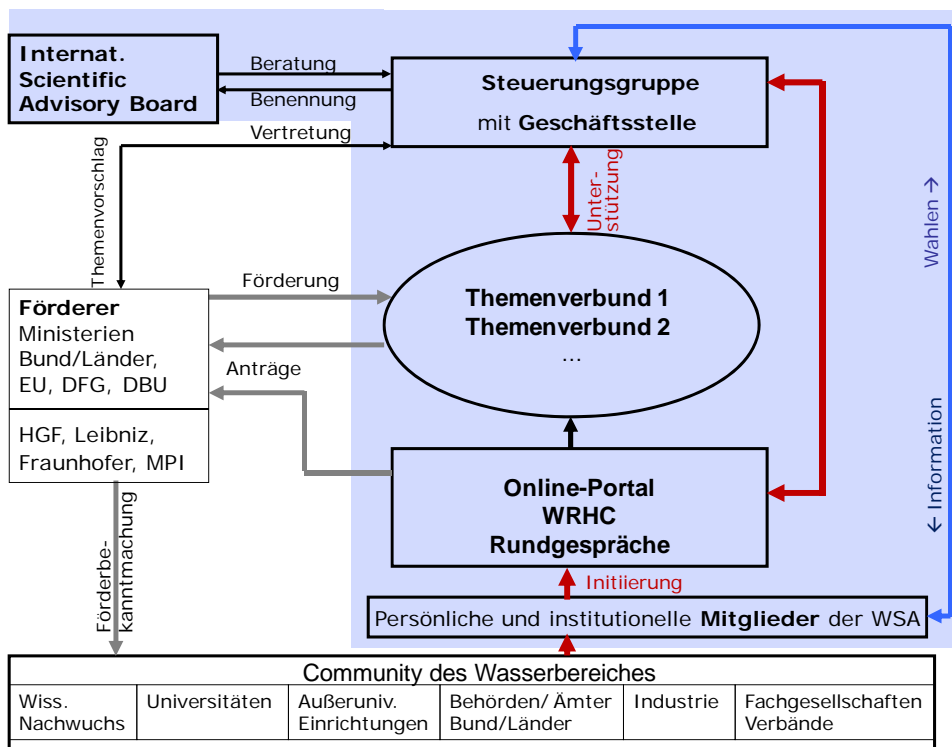 Internat.
Scientific
Advisory Board
Beratung
Benennung
Vertretung
Steuerungsgruppe
mit Geschäftsstelle
Themenvorschlag
Unter-
stützung
Wahlen →
← Information
Förderung
Förderer
Ministerien
Bund/Länder,
EU, DFG, DBU
HGF, Leibniz,
Fraunhofer, MPI
Anträge
Themenverbund 1
Themenverbund 2
...
Online-Portal
WRHC
Rundgespräche
Initiierung
Förderbe-
kanntmachung
Persönliche und institutionelle Mitglieder der WSA
Community des Wasserbereiches
Wiss.
Nachwuchs
Universitäten
Außeruniv.
Einrichtungen
Behörden/ Ämter
Bund/Länder
Industrie
Fachgesellschaften
Verbände